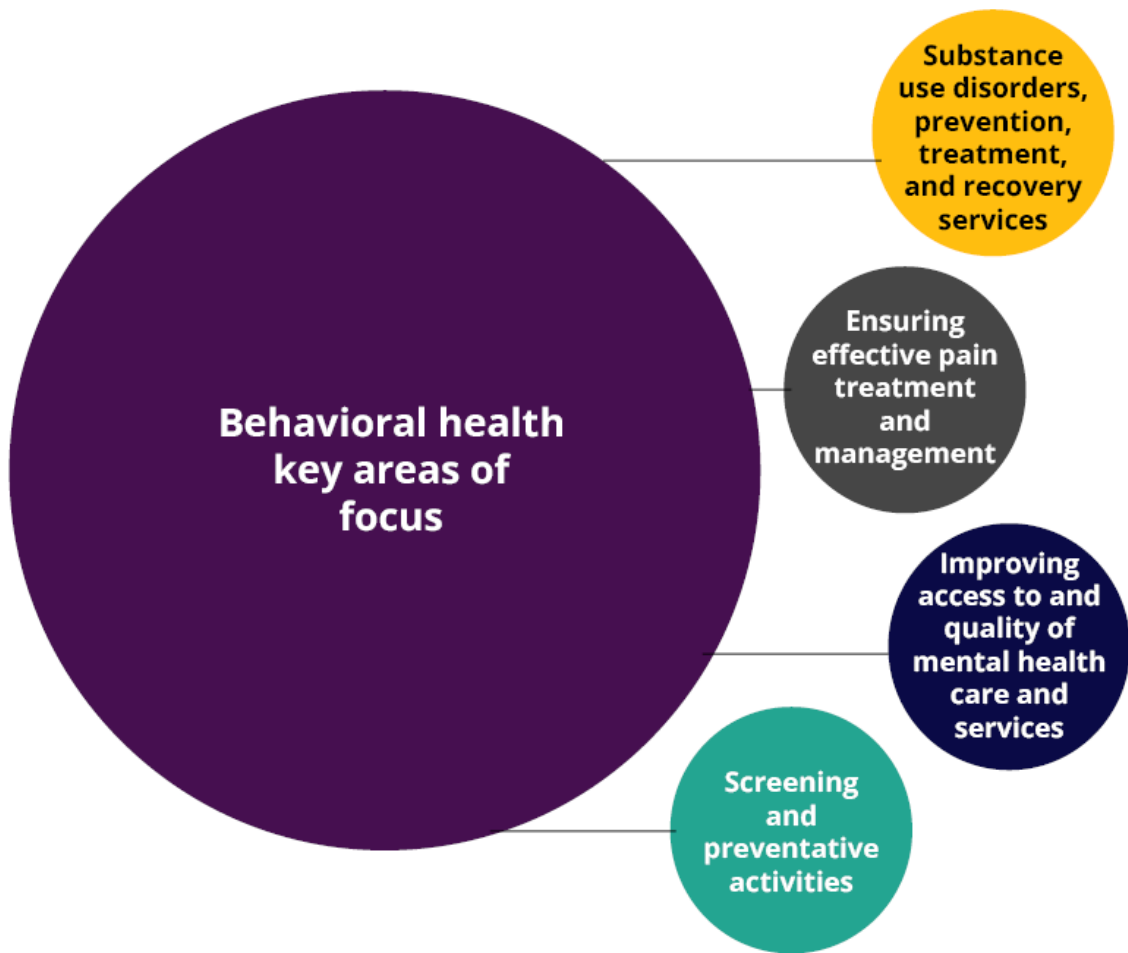 Behavioral health
key areas of
focus
Substance
use disorders,
prevention,
treatment,
and recovery
services
Ensuring
effective pain
treatment
and
management
Improving
access to and
quality of
mental health
care and
services
Screening
and
preventative
activities